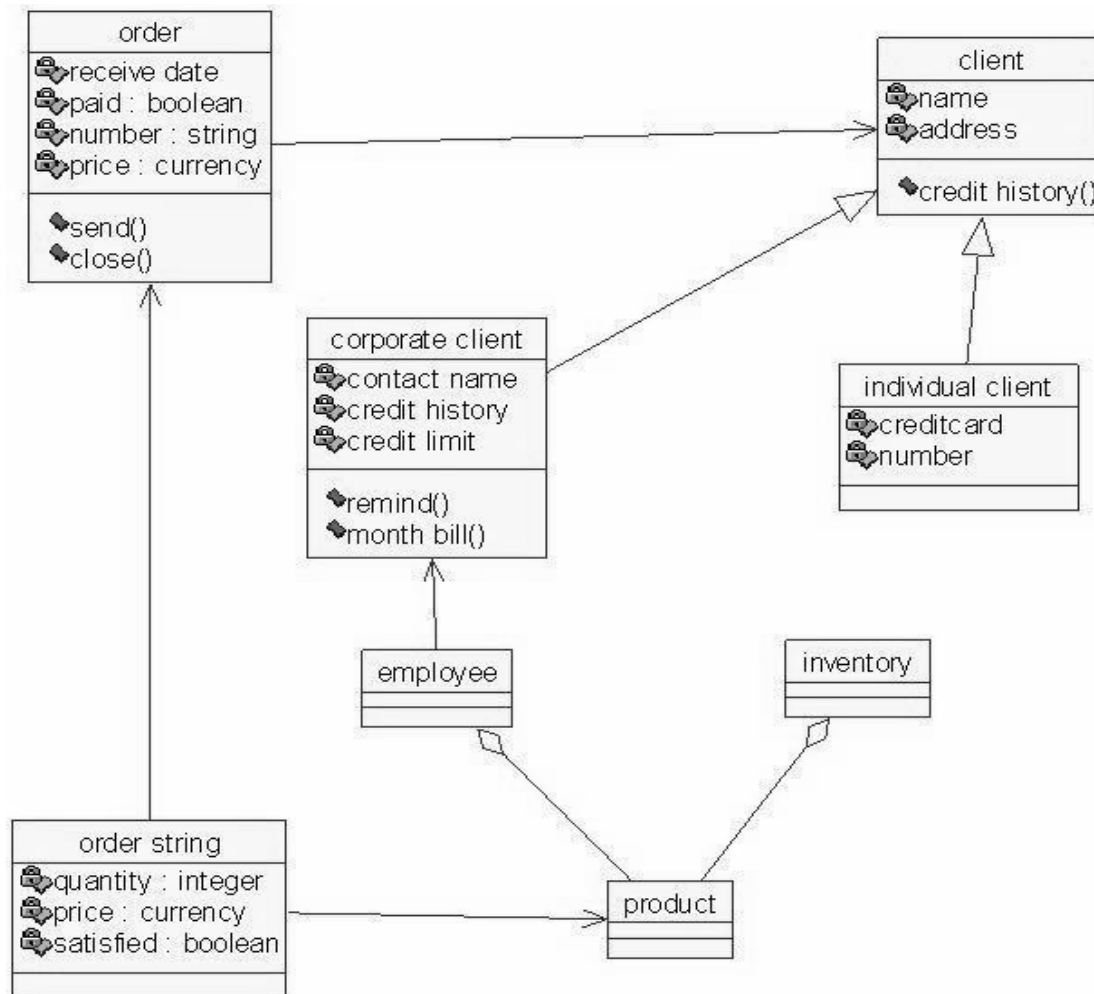 order
receive date
paid : boolean
number : string
price : currency
send()
close()
client
name
address
credit history()
corporate client
contact name
credit history
credit limit
remind()
month bill()
individual client
creditcard
number
employee
inventory
order string
quantity : integer
price : currency
satisfied : boolean
product